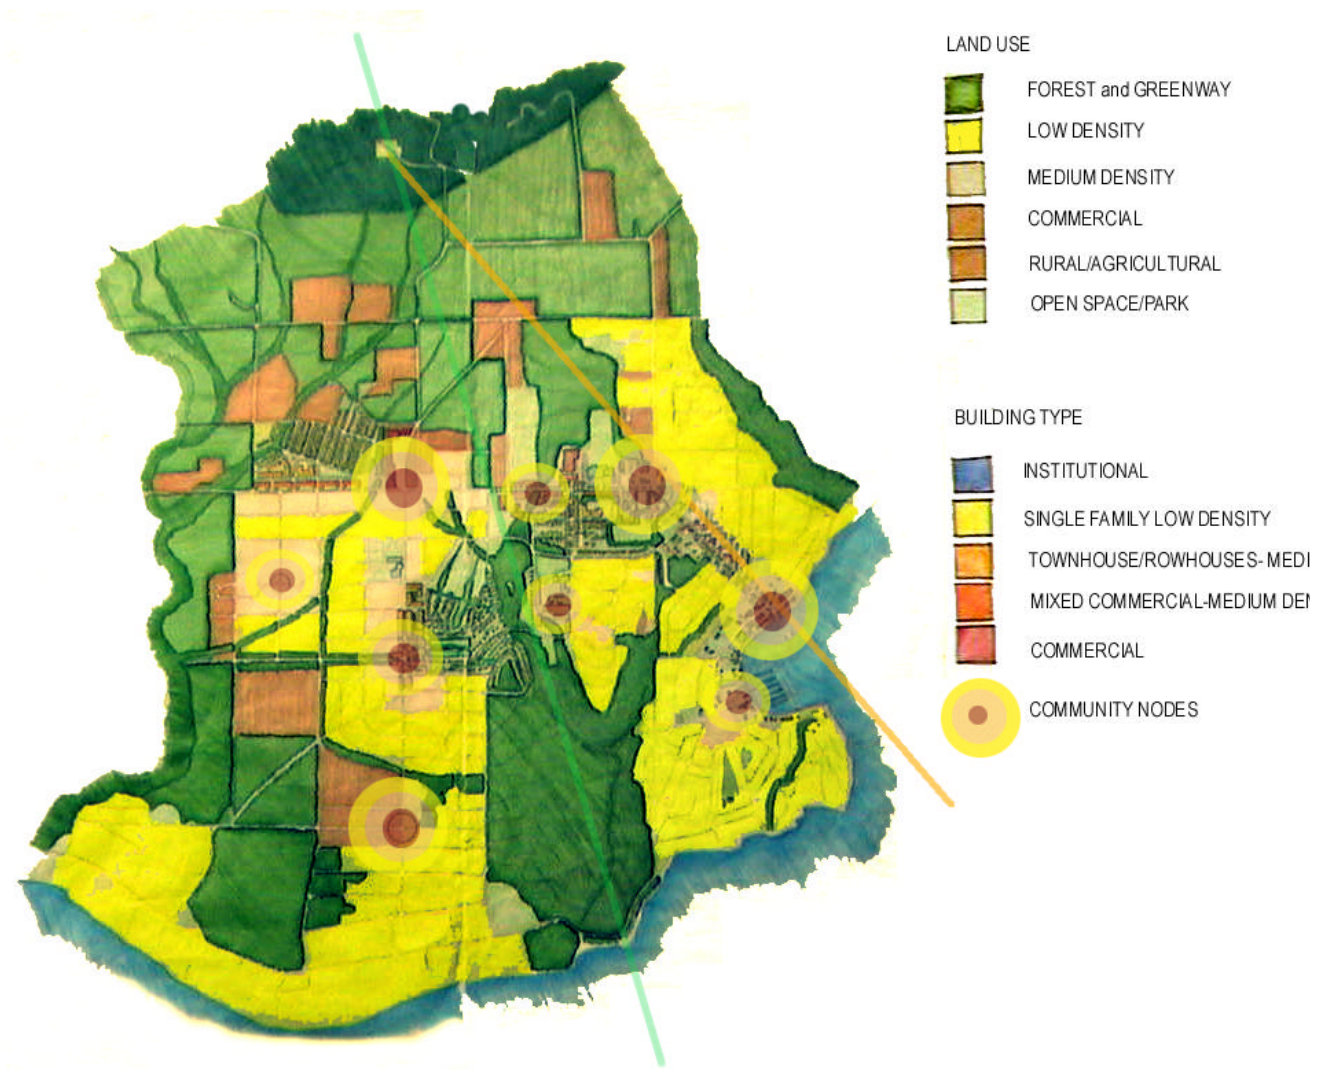 LAND USE
FOREST and GREENWAY
LOW DENSITY
MEDIUM DENSITY
COMMERCIAL
RURAL/AGRICULTURAL
OPEN SPACE/PARK
BUILDING TYPE
INSTITUTIONAL
SINGLE FAMILY LOW DENSITY
TOWNHOUSE/ROWHOUSES- MEDI
MIXED COMMERCIAL-MEDIUM DEN
COMMERCIAL
COMMUNITY NODES